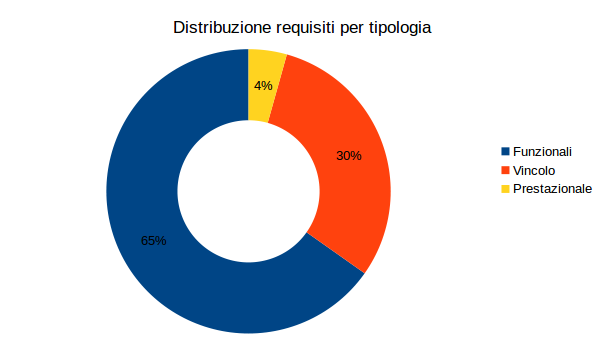 Distribuzione requisiti per tipologia
4%
30%
65%
Funzionali
Vincolo
Prestazionale